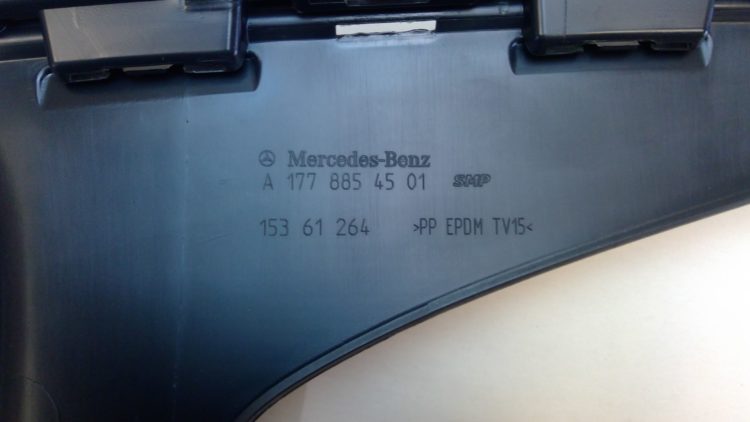 Mercedes-Benz
A 177 885 45 01 SMP
153 61 264 >PP EPDM TV15<